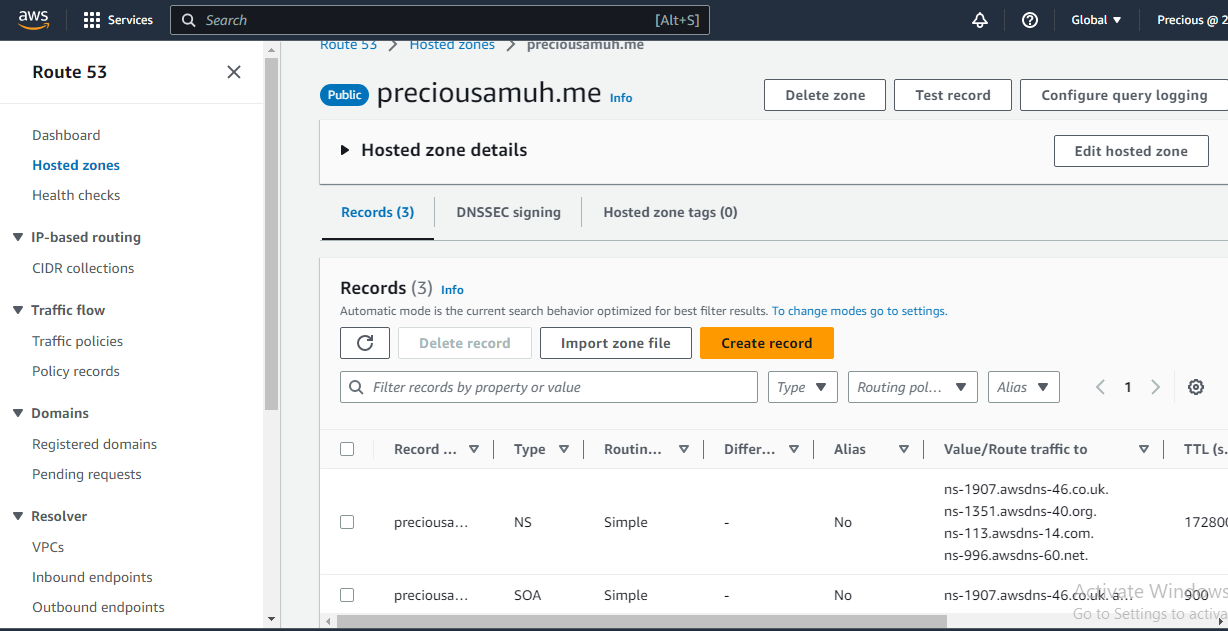 aws
Services
Search
[Alt+S]
Global
Precious @ 2
Route 53
Dashboard
Hosted zones
Health checks
IP-based routing
CIDR collections
Traffic flow
Traffic policies
Policy records
Domains
Registered domains
Pending requests
Resolver
VPCs
Inbound endpoints
Outbound endpoints
Route 53 > Hosted zones > preciousamuh.me
Public preciousamuh.me Info
Delete zone
Test record
Configure query logging
Hosted zone details
Edit hosted zone
Records (3)
DNSSEC signing
Hosted zone tags (0)
Records (3) Info
Automatic mode is the current search behavior optimized for best filter results. To change modes go to settings.
Delete record
Import zone file
Create record
Filter records by property or value
Type
Routing pol...
Alias
1
Record ... Type Routin... Differ... Alias Value/Route traffic to TTL (s.
preciousa... NS Simple - No
ns-1907.awsdns-46.co.uk.
ns-1351.awsdns-40.org.
ns-113.awsdns-14.com.
ns-996.awsdns-60.net.
172800
preciousa... SOA Simple - No ns-1907.awsdns-46.co.uk. a... 900
Activate Windows
Go to Settings to activa